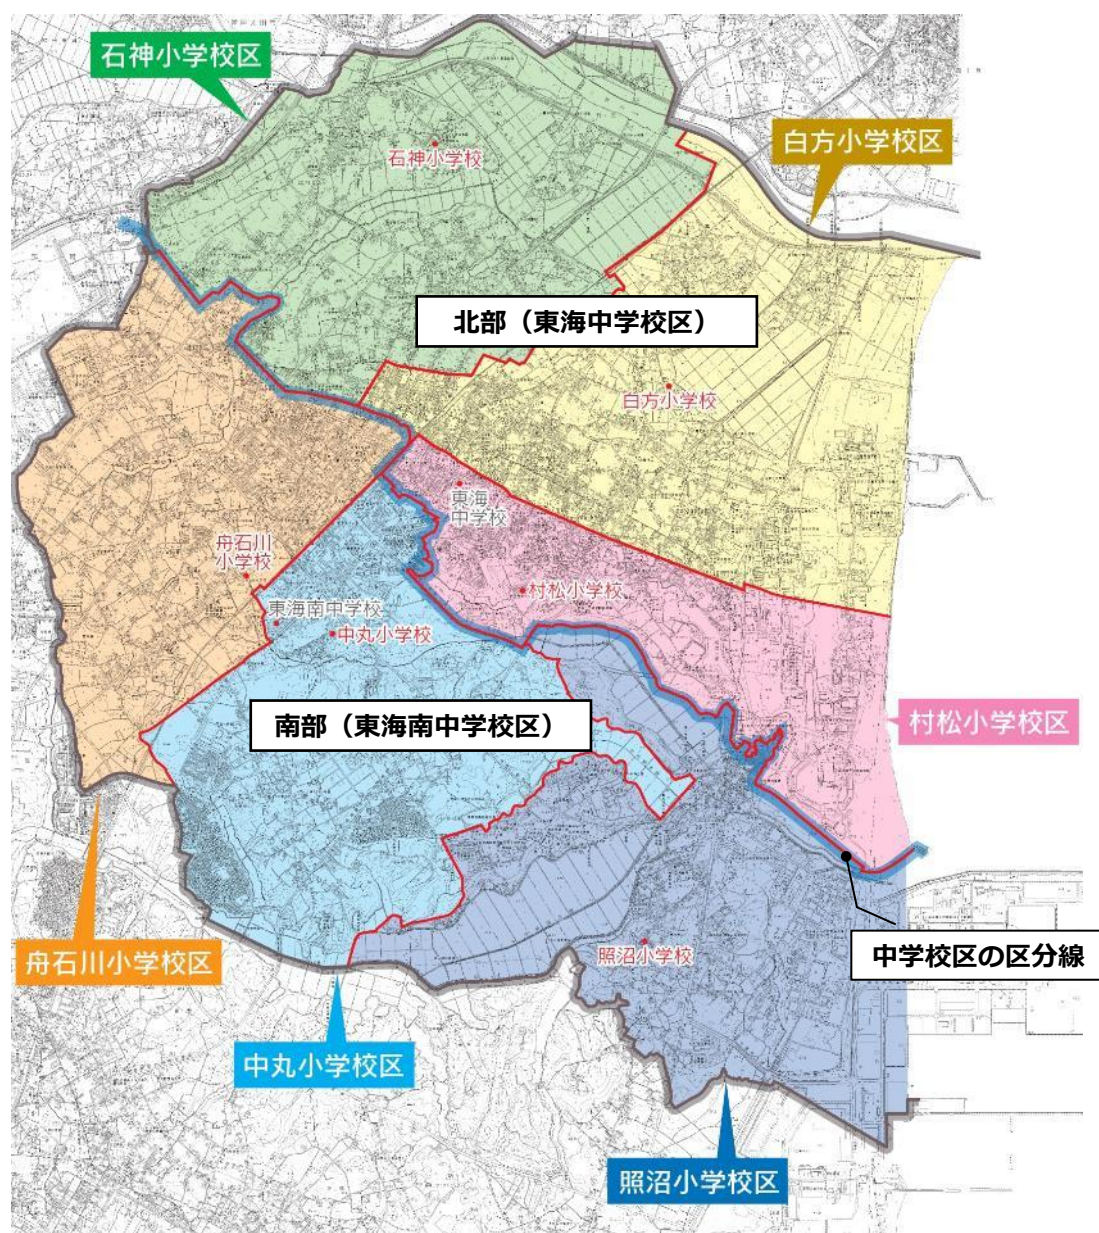 石神小学校区
白方小学校区
石神小学校
北部（東海中学校区）
白方小学校
東海
中学校
舟石川
小学校
村松小学校
東海南中学校
中丸小学校
南部（東海南中学校区）
村松小学校区
照沼小学校
中学校区の区分線
舟石川小学校区
中丸小学校区
照沼小学校区